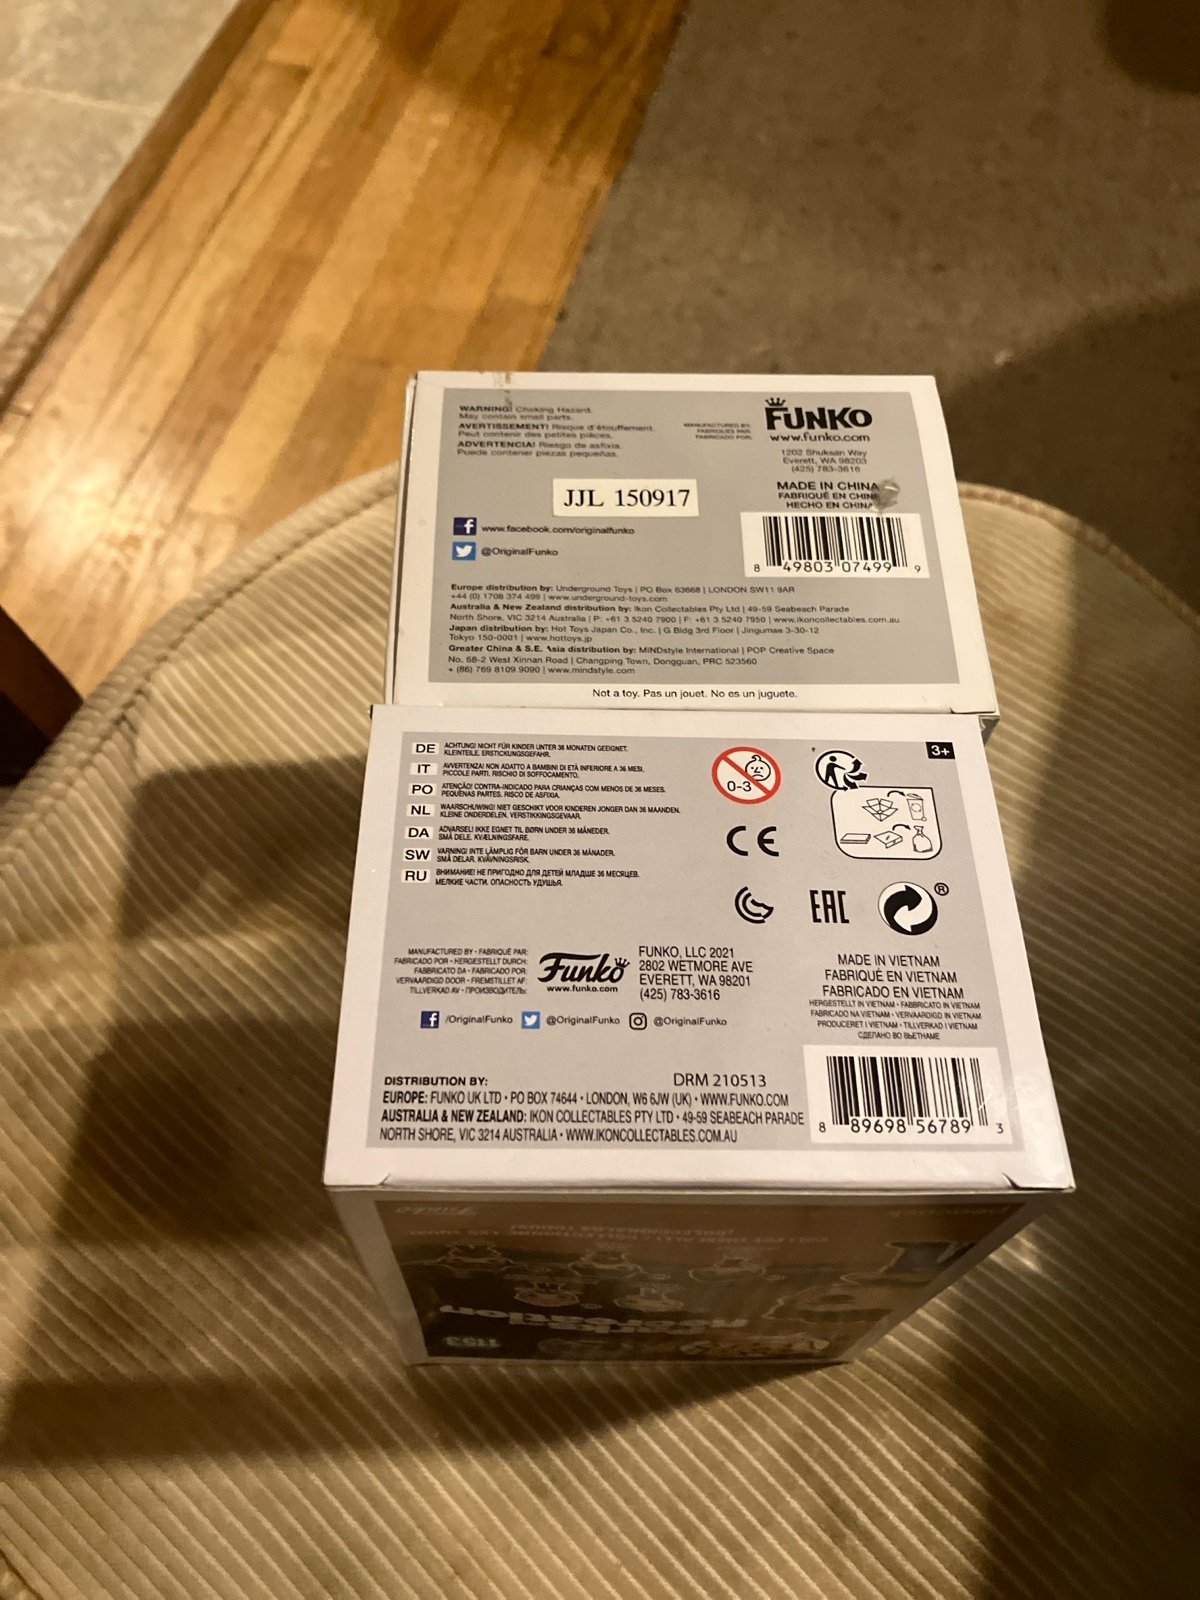 WARNING! Choking Hazard.
May contain small parts.
AVERTISSEMENT! Risque d'étouffement.
Peut contenir des petites pièces.
ADVERTENCIA! Riesgo de asfixia.
Puede contener piezas pequeñas.
MANUFACTURED BY:
FABRIQUÉS PAR:
FABRICADO POR:
FUNKO
www.funko.com
1202 Shuksan Way
Everett, WA 98203
(425) 783-3616
MADE IN CHINA
FABRIQUÉ EN CHINE
HECHO EN CHINA
JJL 150917
www.facebook.com/originalfunko
@OriginalFunko
8 49803 07499 9
Europe distribution by: Underground Toys | PO Box 63668 | LONDON SW11 9AR
+44 (0) 1708 374 499 | www.underground-toys.com
Australia & New Zealand distribution by: Ikon Collectables Pty Ltd | 49-59 Seabeach Parade
North Shore, VIC 3214 Australia | P: +61 3 5240 7900 | F: +61 3 5240 7950 | www.ikoncollectables.com.au
Japan distribution by: Hot Toys Japan Co., Inc. | G Bldg 3rd Floor | Jingumae 3-30-12
Tokyo 150-0001 | www.hottoys.jp
Greater China & S.E. Asia distribution by: MINDstyle International | POP Creative Space
No. 68-2 West Xinnan Road | Changping Town, Dongguan, PRC 523560
+ (86) 769 8109 9090 | www.mindstyle.com
Not a toy. Pas un jouet. No es un juguete.
DE ACHTUNG! NICHT FÜR KINDER UNTER 36 MONATEN GEEIGNET.
KLEINTEILE. ERSTICKUNGSGEFAHR.
IT AVVERTENZA! NON ADATTO A BAMBINI DI ETÀ INFERIORE A 36 MESI.
PICCOLE PARTI. RISCHIO DI SOFFOCAMENTO.
PO ATENÇÃO! CONTRA-INDICADO PARA CRIANÇAS COM MENOS DE 36 MESES.
PEQUENAS PARTES. RISCO DE ASFIXIA.
NL WAARSCHUWING! NIET GESCHIKT VOOR KINDEREN JONGER DAN 36 MAANDEN.
KLEINE ONDERDELEN. VERSTIKKINGSGEVAAR.
DA ADVARSEL! IKKE EGNET TIL BØRN UNDER 36 MÅNEDER.
SMÅ DELE. KVÆLNINGSFARE.
SW VARNING! INTE LÄMPLIG FÖR BARN UNDER 36 MÅNADER.
SMÅ DELAR. KVÄVNINGSRISK.
RU ВНИМАНИЕ! НЕ ПРИГОДНО ДЛЯ ДЕТЕЙ МЛАДШЕ 36 МЕСЯЦЕВ.
МЕЛКИЕ ЧАСТИ. ОПАСНОСТЬ УДУШЬЯ.
0-3
3+
CE
EAC
®
MANUFACTURED BY • FABRIQUÉ PAR:
FABRICADO POR • HERGESTELLT DURCH:
FABBRICATO DA • FABRICADO POR:
VERVAARDIGD DOOR • FREMSTILLET AF:
TILLVERKAD AV • ПРОИЗВОДИТЕЛЬ:
Funko
www.funko.com
FUNKO, LLC 2021
2802 WETMORE AVE
EVERETT, WA 98201
(425) 783-3616
/OriginalFunko @OriginalFunko @OriginalFunko
MADE IN VIETNAM
FABRIQUÉ EN VIETNAM
FABRICADO EN VIETNAM
HERGESTELLT IN VIETNAM • FABBRICATO IN VIETNAM
FABRICADO NA VIETNAM • VERVAARDIGD IN VIETNAM
PRODUCERET I VIETNAM • TILLVERKAD I VIETNAM
СДЕЛАНО ВО ВЬЕТНАМЕ
DISTRIBUTION BY:
DRM 210513
EUROPE: FUNKO UK LTD • PO BOX 74644 • LONDON, W6 6JW (UK) • WWW.FUNKO.COM
AUSTRALIA & NEW ZEALAND: IKON COLLECTABLES PTY LTD • 49-59 SEABEACH PARADE
NORTH SHORE, VIC 3214 AUSTRALIA • WWW.IKONCOLLECTABLES.COM.AU
8 89698 56789 3
Funko
peacock
1153